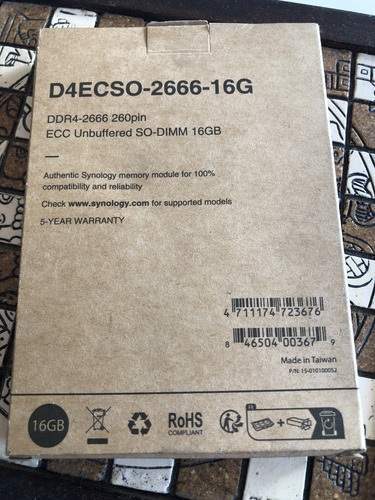 D4ECSO-2666-16G
DDR4-2666 260pin
ECC Unbuffered SO-DIMM 16GB
Authentic Synology memory module for 100%
compatibility and reliability
Check www.synology.com for supported models
5-YEAR WARRANTY
4 711174 723676
8 46504 00367 9
Made in Taiwan
P/N: 15-010100052
16GB
RoHS
COMPLIANT
FR